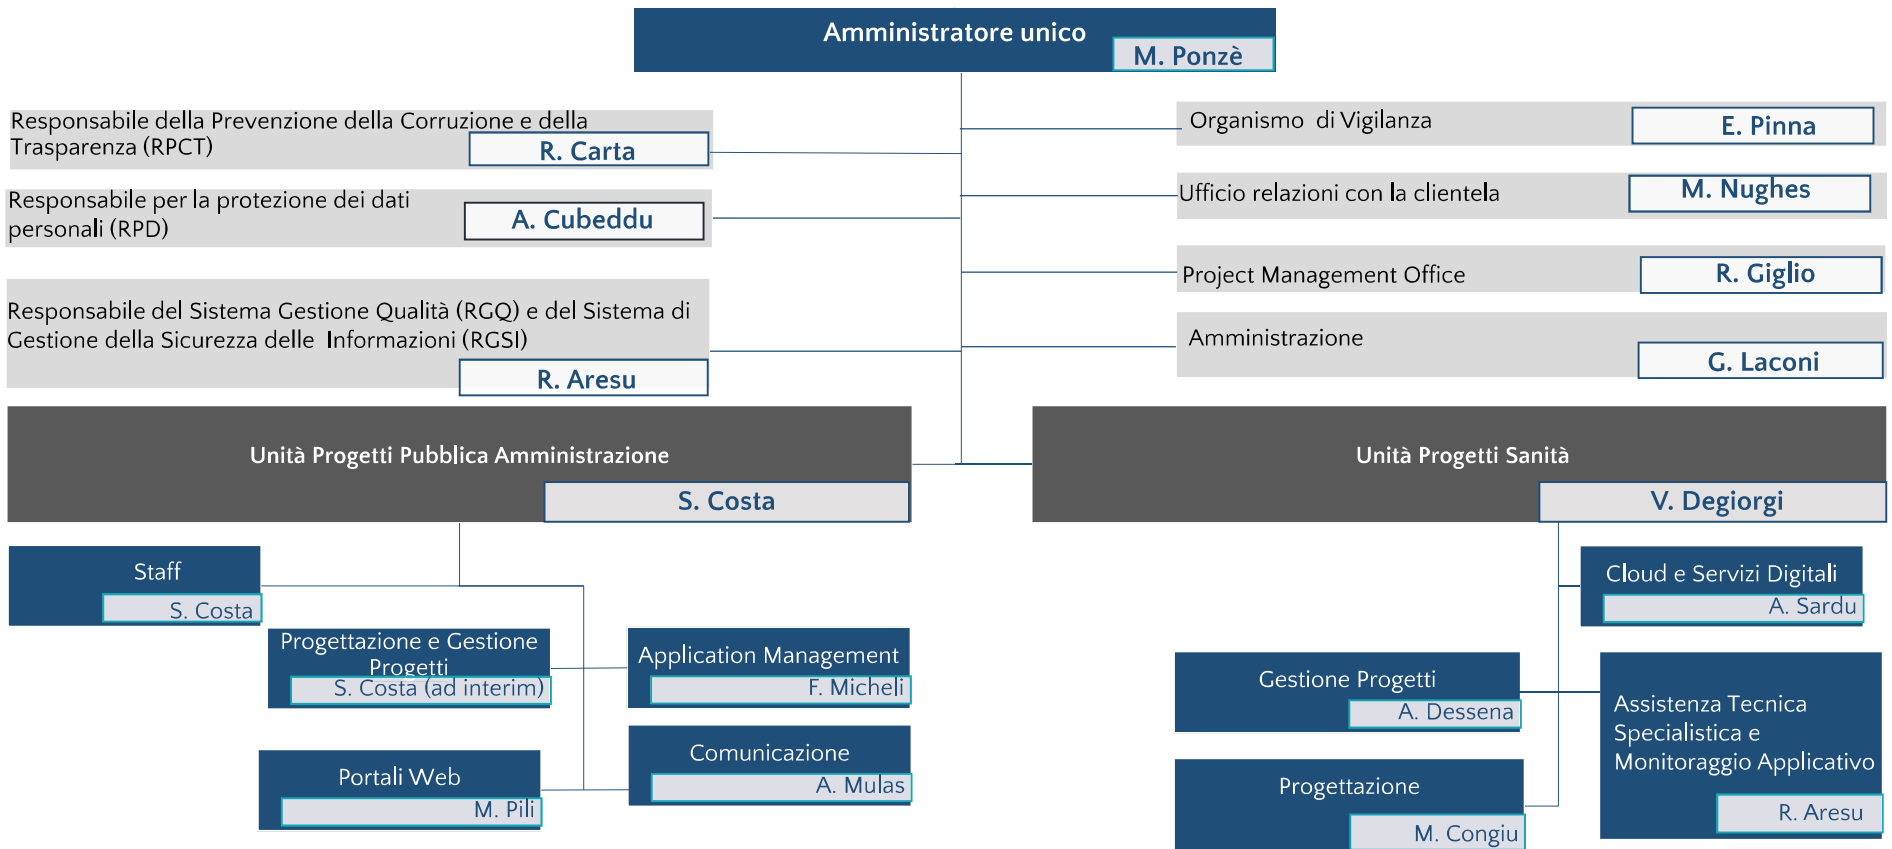 Amministratore unico
M. Ponzè
Responsabile della Prevenzione della Corruzione e della
Trasparenza (RPCT)
R. Carta
Organismo di Vigilanza
E. Pinna
Responsabile per la protezione dei dati
personali (RPD)
A. Cubeddu
Ufficio relazioni con la clientela
M. Nughes
Project Management Office
R. Giglio
Responsabile del Sistema Gestione Qualità (RGQ) e del Sistema di
Gestione della Sicurezza delle Informazioni (RGSI)
R. Aresu
Amministrazione
G. Laconi
Unità Progetti Pubblica Amministrazione
S. Costa
Unità Progetti Sanità
V. Degiorgi
Staff
S. Costa
Progettazione e Gestione
Progetti
S. Costa (ad interim)
Application Management
F. Micheli
Portali Web
M. Pili
Comunicazione
A. Mulas
Cloud e Servizi Digitali
A. Sardu
Gestione Progetti
A. Dessena
Assistenza Tecnica
Specialistica e
Monitoraggio Applicativo
R. Aresu
Progettazione
M. Congiu